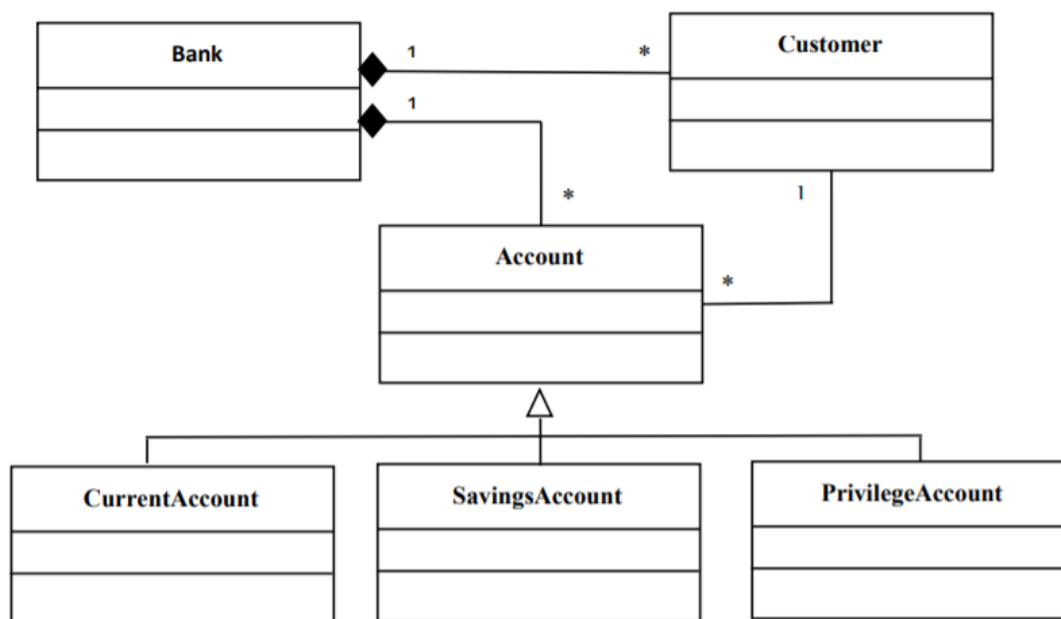 Bank
1
*
Customer
1
*
1
Account
*
CurrentAccount
SavingsAccount
PrivilegeAccount